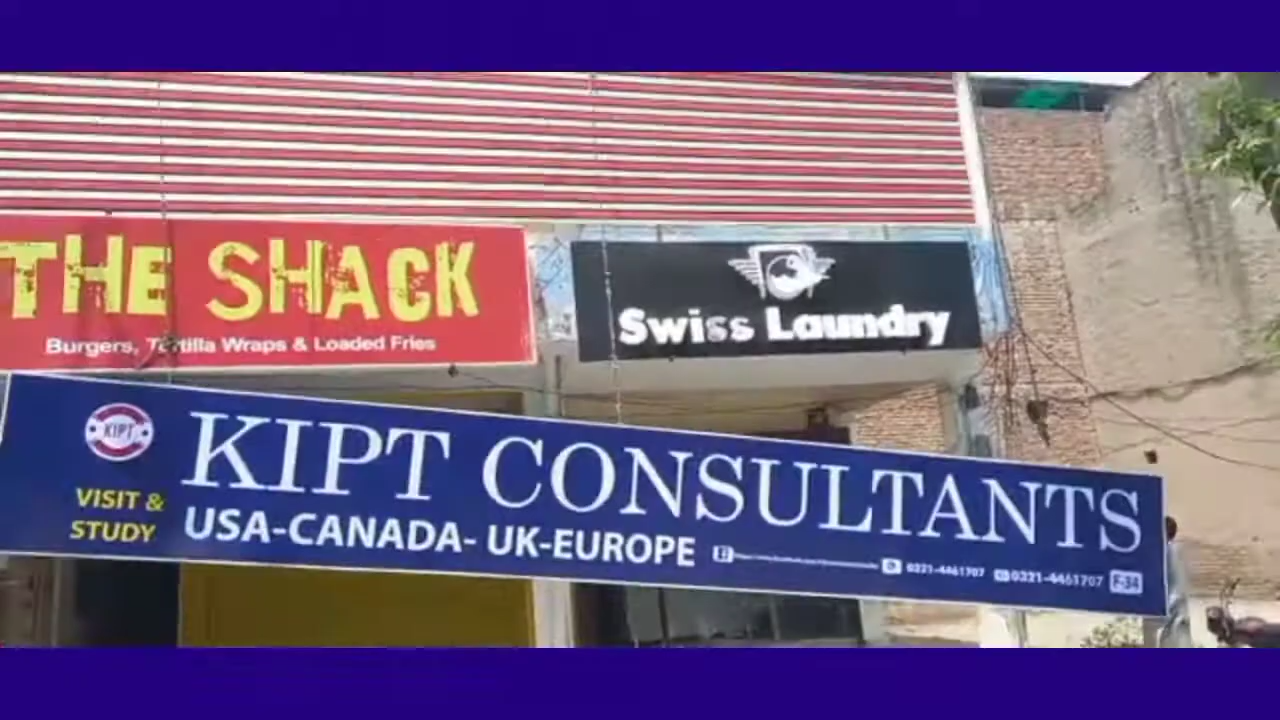 THE SHACK
Burgers, Tortilla Wraps & Loaded Fries
Swiss Laundry
KIPT
KIPT CONSULTANTS
VISIT &
STUDY
USA-CANADA- UK-EUROPE
0321-4461707
0321-4461707
F-34